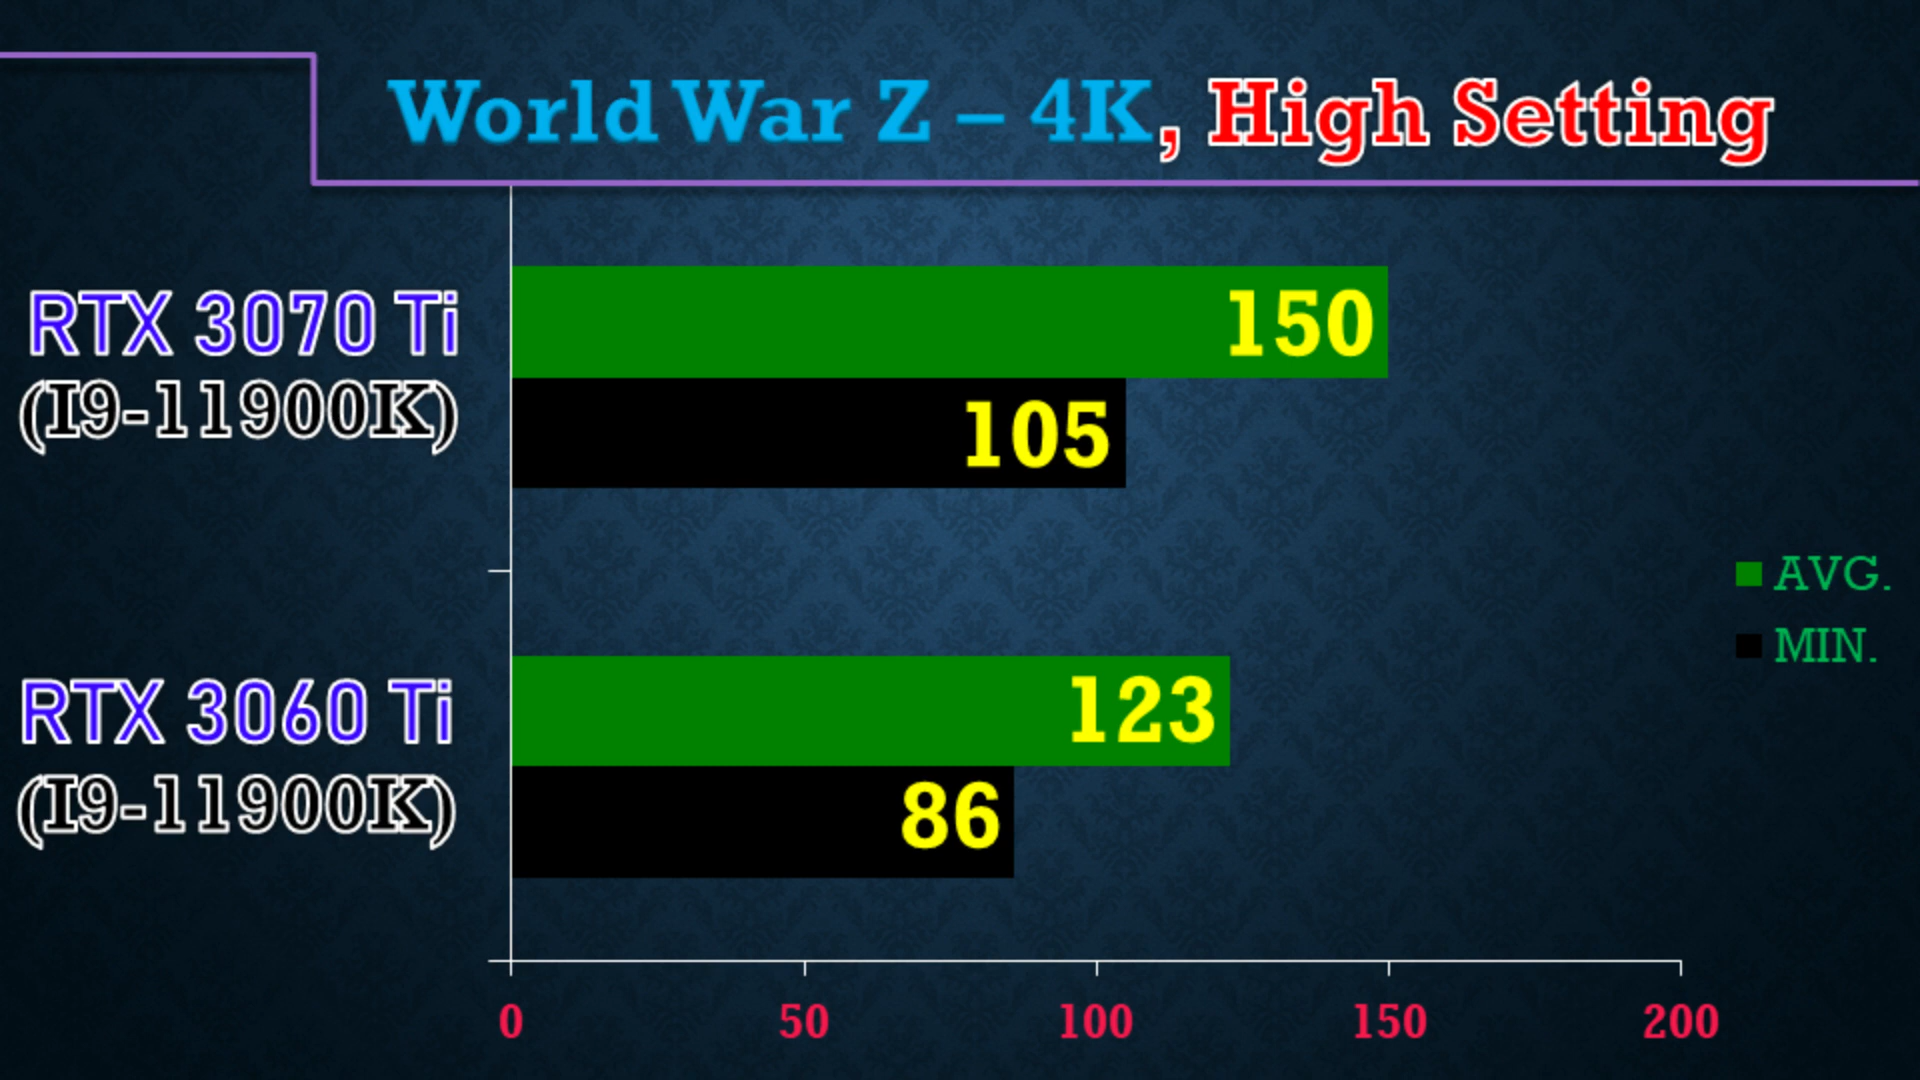 World War Z – 4K, High Setting
RTX 3070 Ti
(I9-11900K)
150
105
RTX 3060 Ti
(I9-11900K)
123
86
AVG.
MIN.
0 50 100 150 200